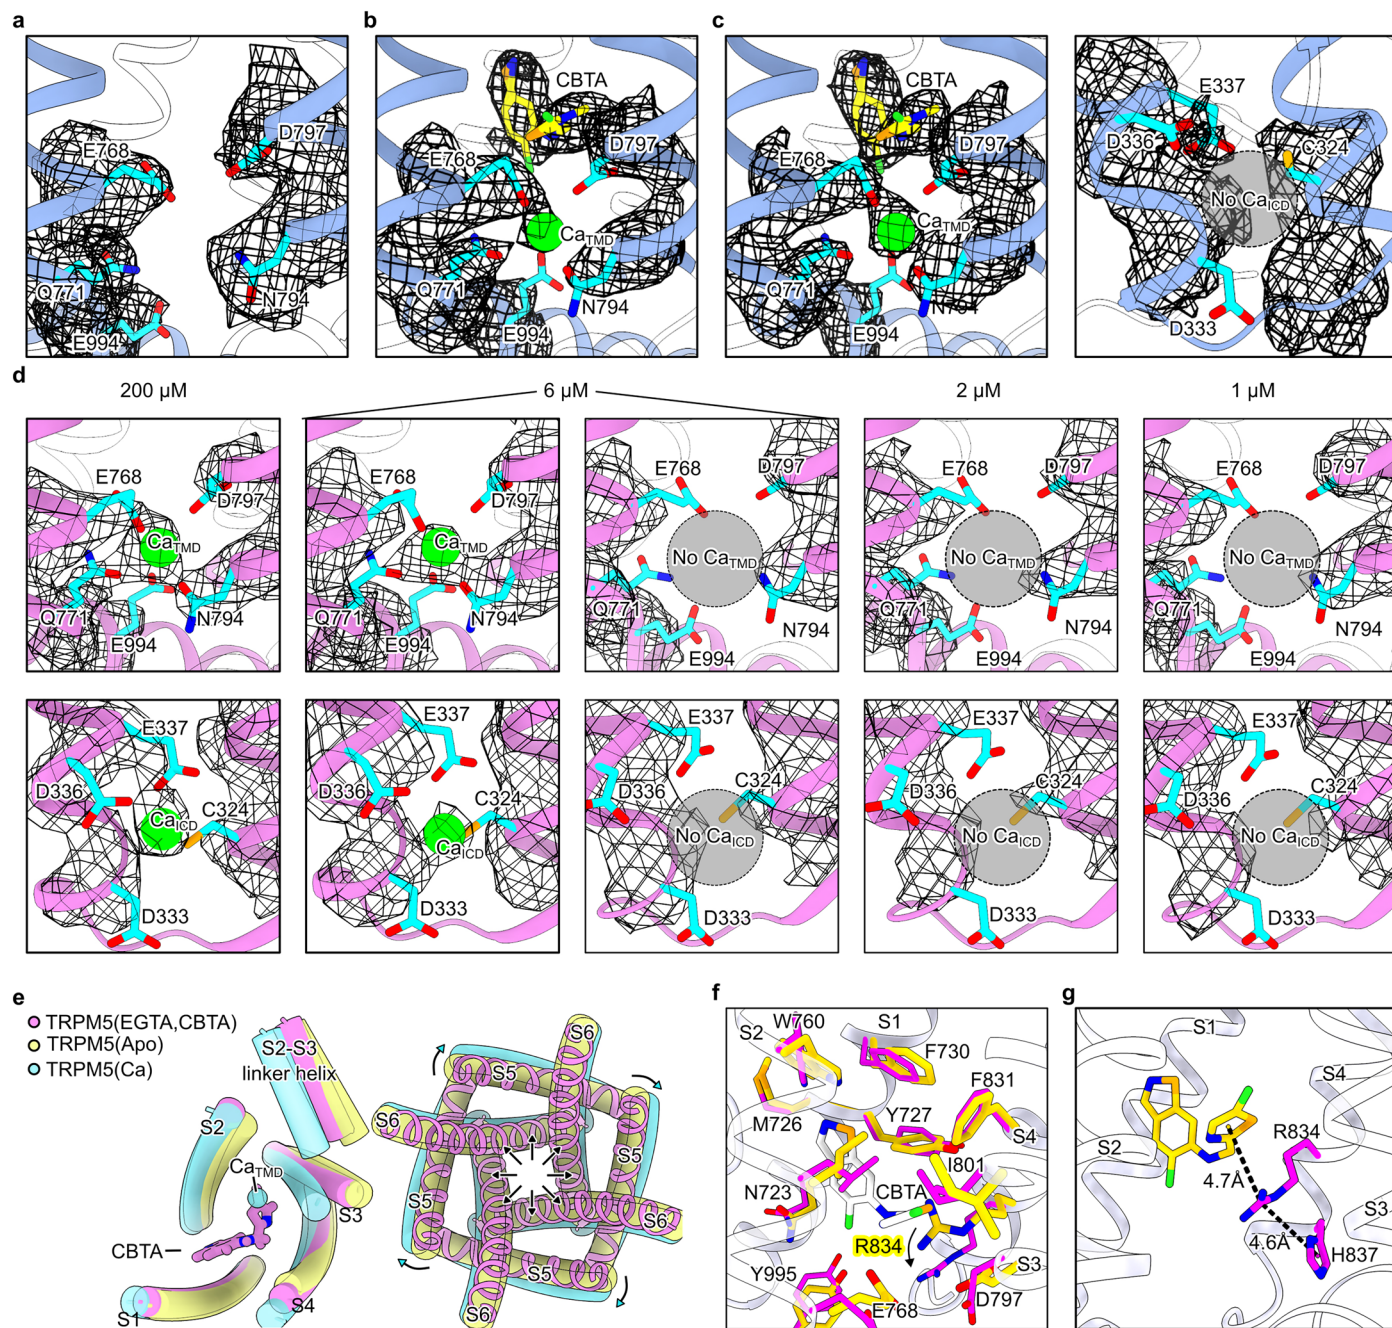 a
E768
D797
Q771
N794
E994
b
CBTA
E768
D797
CaTMD
Q771
N794
E994
c
CBTA
E768
D797
CaTMD
Q771
N794
E994
E337
D336
C324
No CaICD
D333
d
200 µM
6 µM
2 µM
1 µM
E768
D797
CaTMD
Q771
N794
E994
E768
D797
CaTMD
Q771
N794
E994
E768
D797
No CaTMD
Q771
N794
E994
E768
D797
No CaTMD
Q771
N794
E994
E768
D797
No CaTMD
Q771
N794
E994
E337
D336
CaICD
C324
D333
E337
D336
C324
CaICD
D333
E337
D336
C324
No CaICD
D333
E337
D336
C324
No CaICD
D333
E337
D336
C324
No CaICD
D333
e
TRPM5(EGTA,CBTA)
TRPM5(Apo)
TRPM5(Ca)
S2-S3
linker helix
S2
CaTMD
S3
CBTA
S4
S1
S6
S5
S6
S5
S5
S6
S5
S6
f
S2
W760
S1
F730
F831
M726
Y727
S4
I801
N723
CBTA
R834
S3
Y995
E768
D797
g
S1
S4
S2
R834
4.7Å
S3
4.6Å
H837